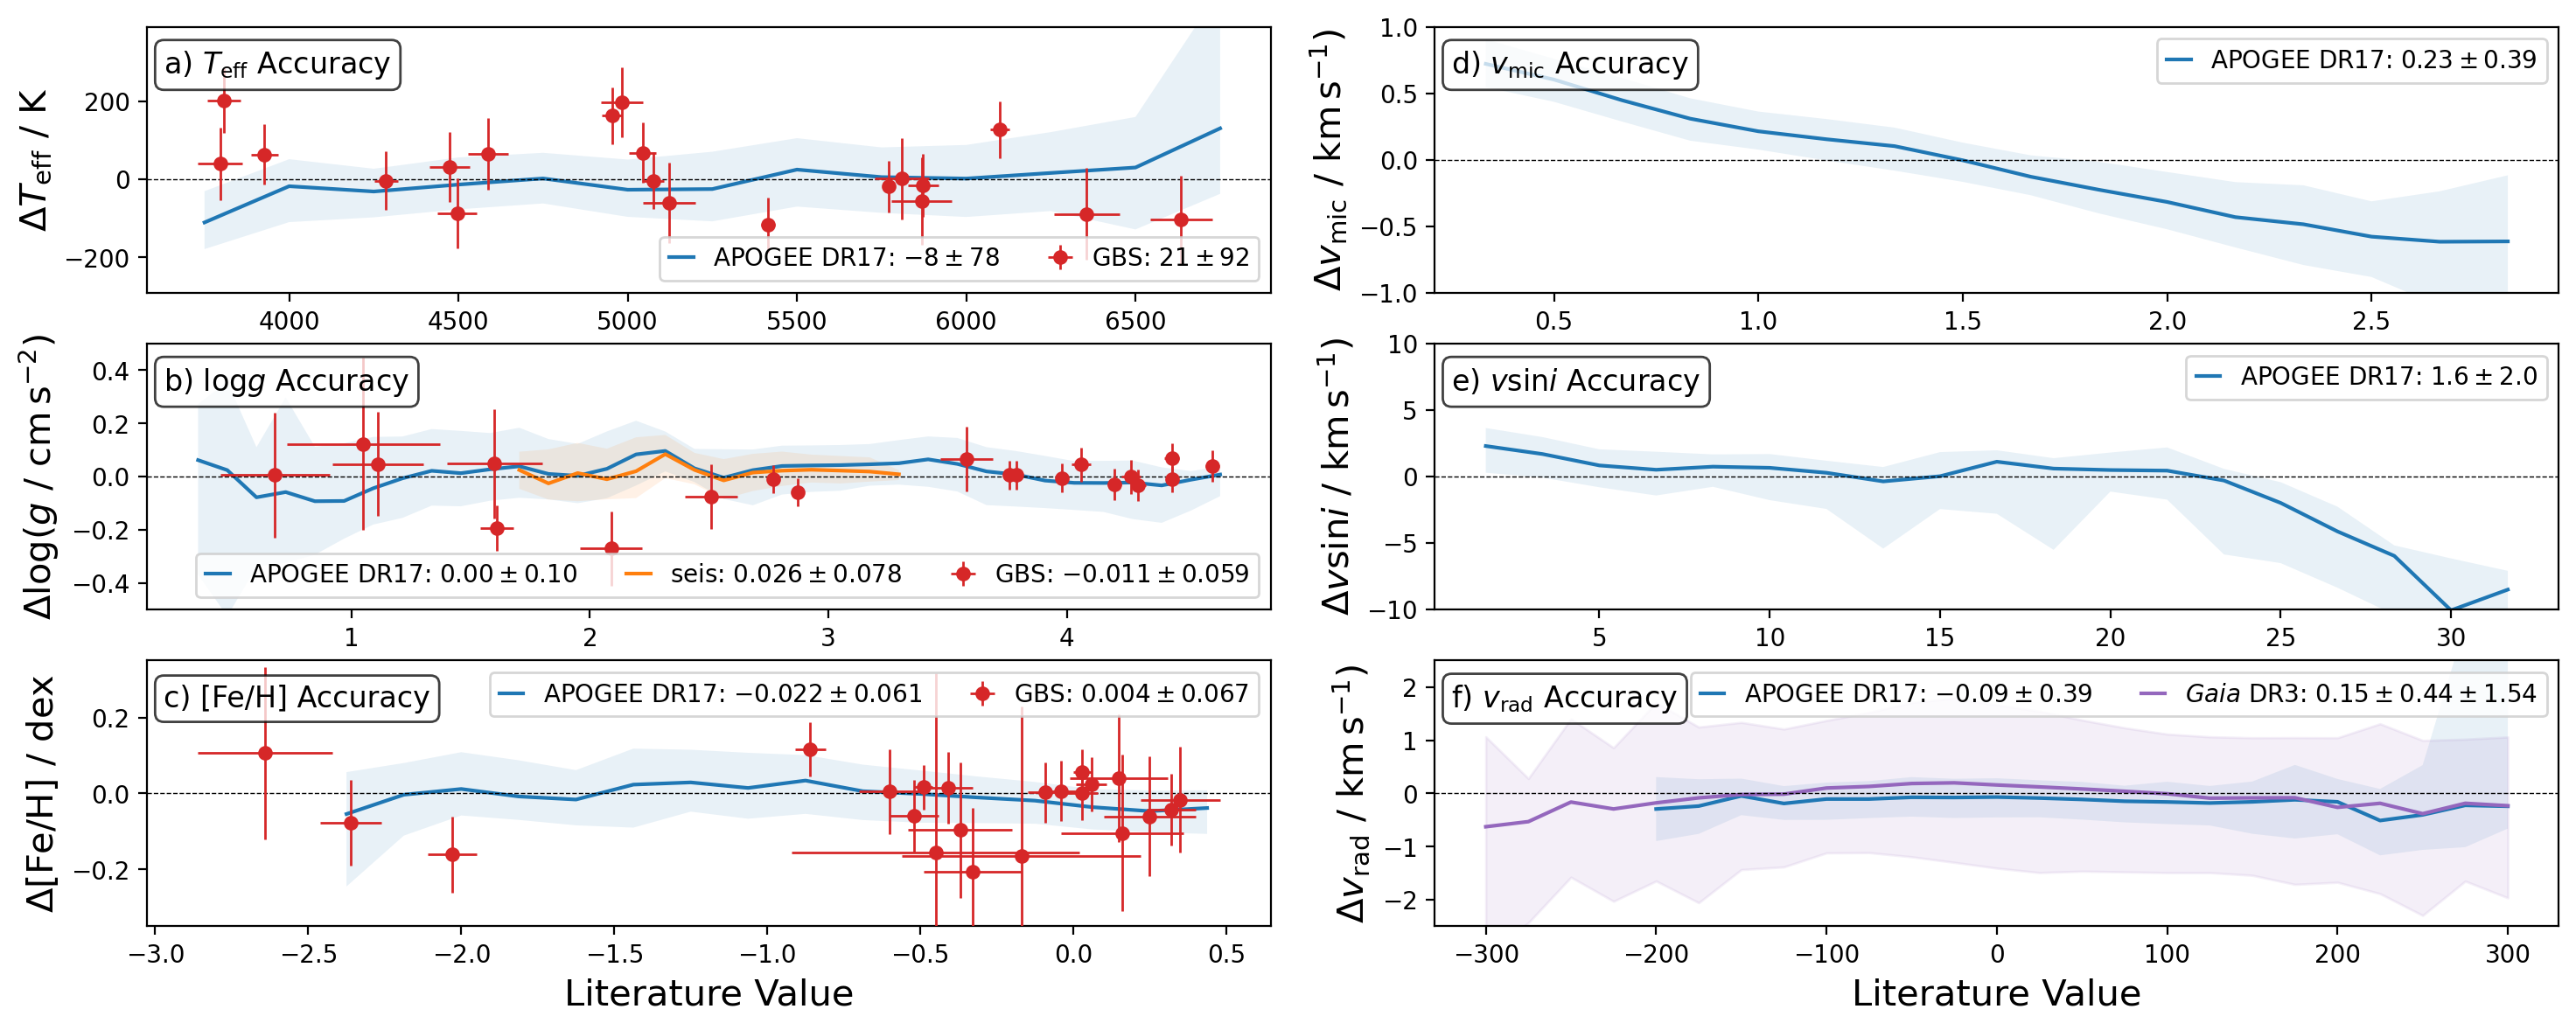 a) T_eff Accuracy
ΔT_eff / K
200
0
−200
APOGEE DR17: −8 ± 78
GBS: 21 ± 92
4000 4500 5000 5500 6000 6500
b) log g Accuracy
Δlog(g / cm s⁻²)
0.4
0.2
0.0
−0.2
−0.4
APOGEE DR17: 0.00 ± 0.10
seis: 0.026 ± 0.078
GBS: −0.011 ± 0.059
1 2 3 4
c) [Fe/H] Accuracy
APOGEE DR17: −0.022 ± 0.061
GBS: 0.004 ± 0.067
Δ[Fe/H] / dex
0.2
0.0
−0.2
−3.0 −2.5 −2.0 −1.5 −1.0 −0.5 0.0 0.5
Literature Value
d) v_mic Accuracy
APOGEE DR17: 0.23 ± 0.39
Δv_mic / km s⁻¹
1.0
0.5
0.0
−0.5
−1.0
0.5 1.0 1.5 2.0 2.5
e) v sin i Accuracy
APOGEE DR17: 1.6 ± 2.0
Δv sin i / km s⁻¹
10
5
0
−5
−10
5 10 15 20 25 30
f) v_rad Accuracy
APOGEE DR17: −0.09 ± 0.39
Gaia DR3: 0.15 ± 0.44 ± 1.54
Δv_rad / km s⁻¹
2
1
0
−1
−2
−300 −200 −100 0 100 200 300
Literature Value